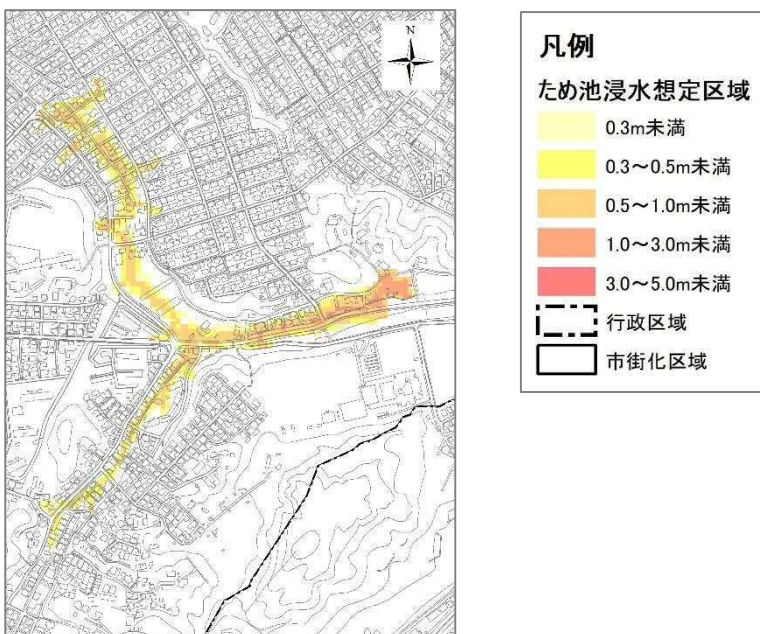 N
凡例
ため池浸水想定区域
0.3m未満
0.3～0.5m未満
0.5～1.0m未満
1.0～3.0m未満
3.0～5.0m未満
行政区域
市街化区域